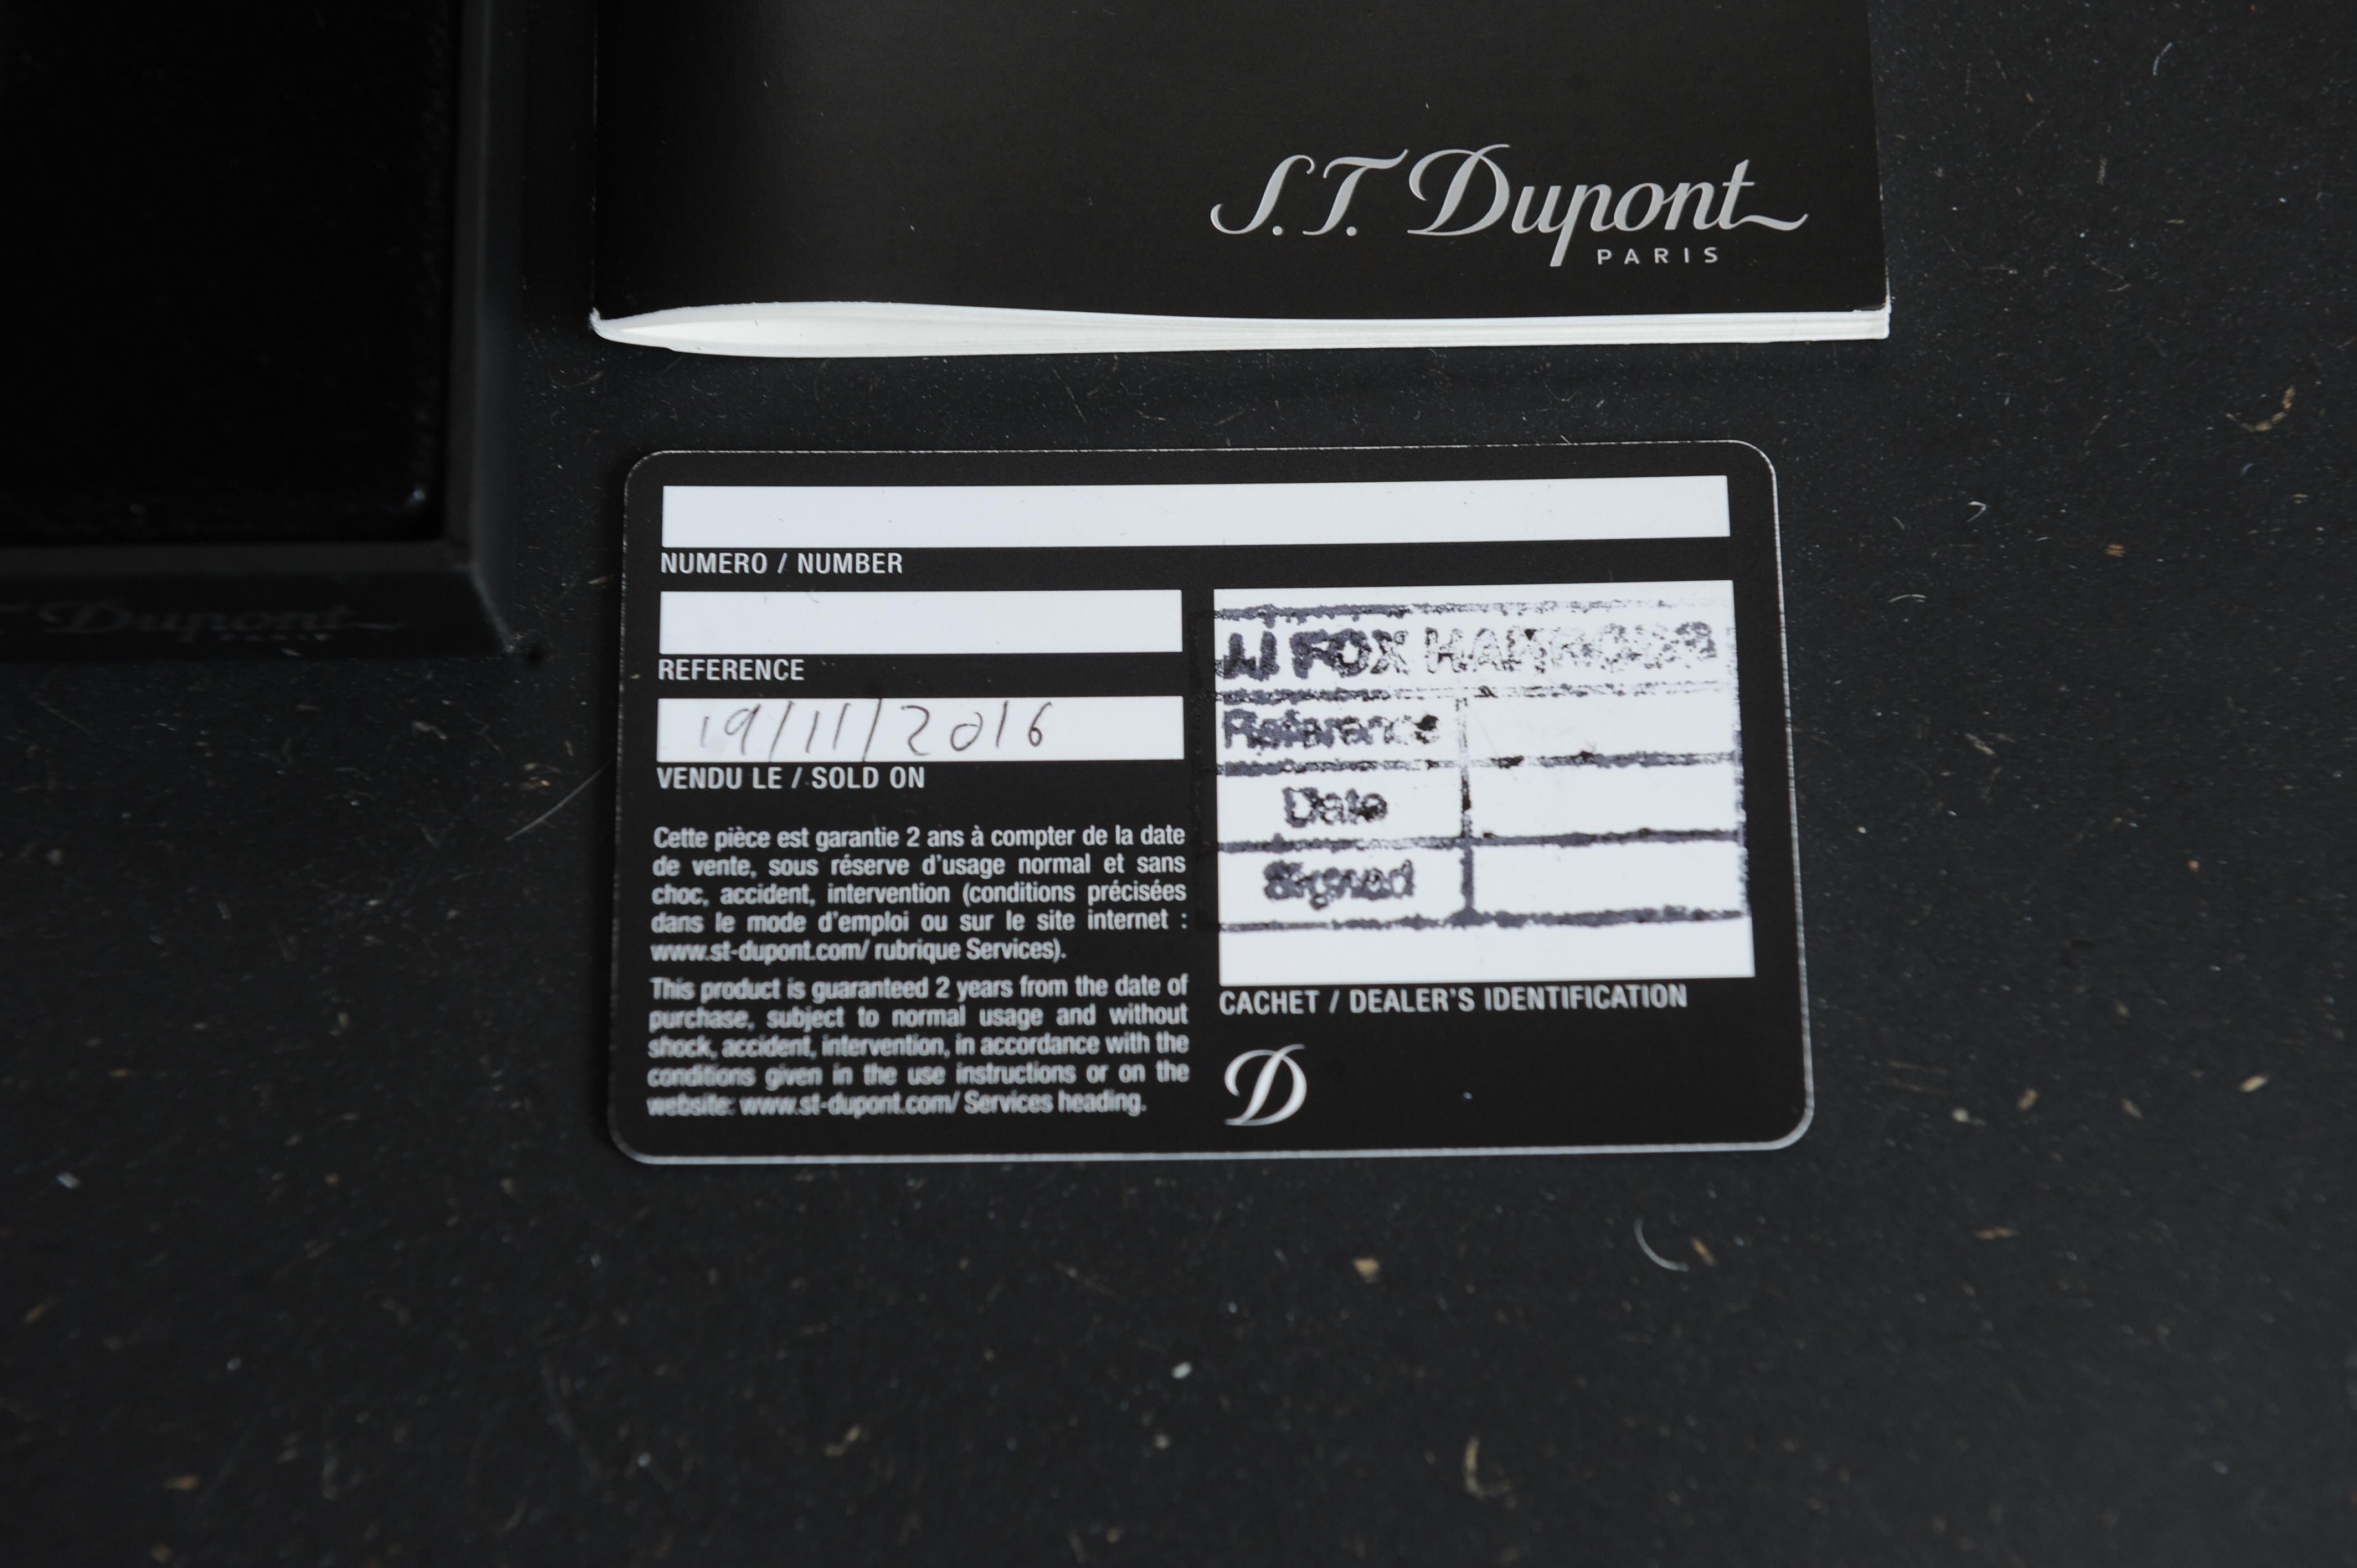 S.T. Dupont
PARIS
Dupont
PARIS
NUMERO / NUMBER
REFERENCE
19/11/2016
VENDU LE / SOLD ON
Cette pièce est garantie 2 ans à compter de la date
de vente, sous réserve d'usage normal et sans
choc, accident, intervention (conditions précisées
dans le mode d'emploi ou sur le site internet :
www.st-dupont.com/ rubrique Services).
This product is guaranteed 2 years from the date of
purchase, subject to normal usage and without
shock, accident, intervention, in accordance with the
conditions given in the use instructions or on the
website: www.st-dupont.com/ Services heading.
JJ FOX
Reference
Date
Signed
CACHET / DEALER'S IDENTIFICATION
D